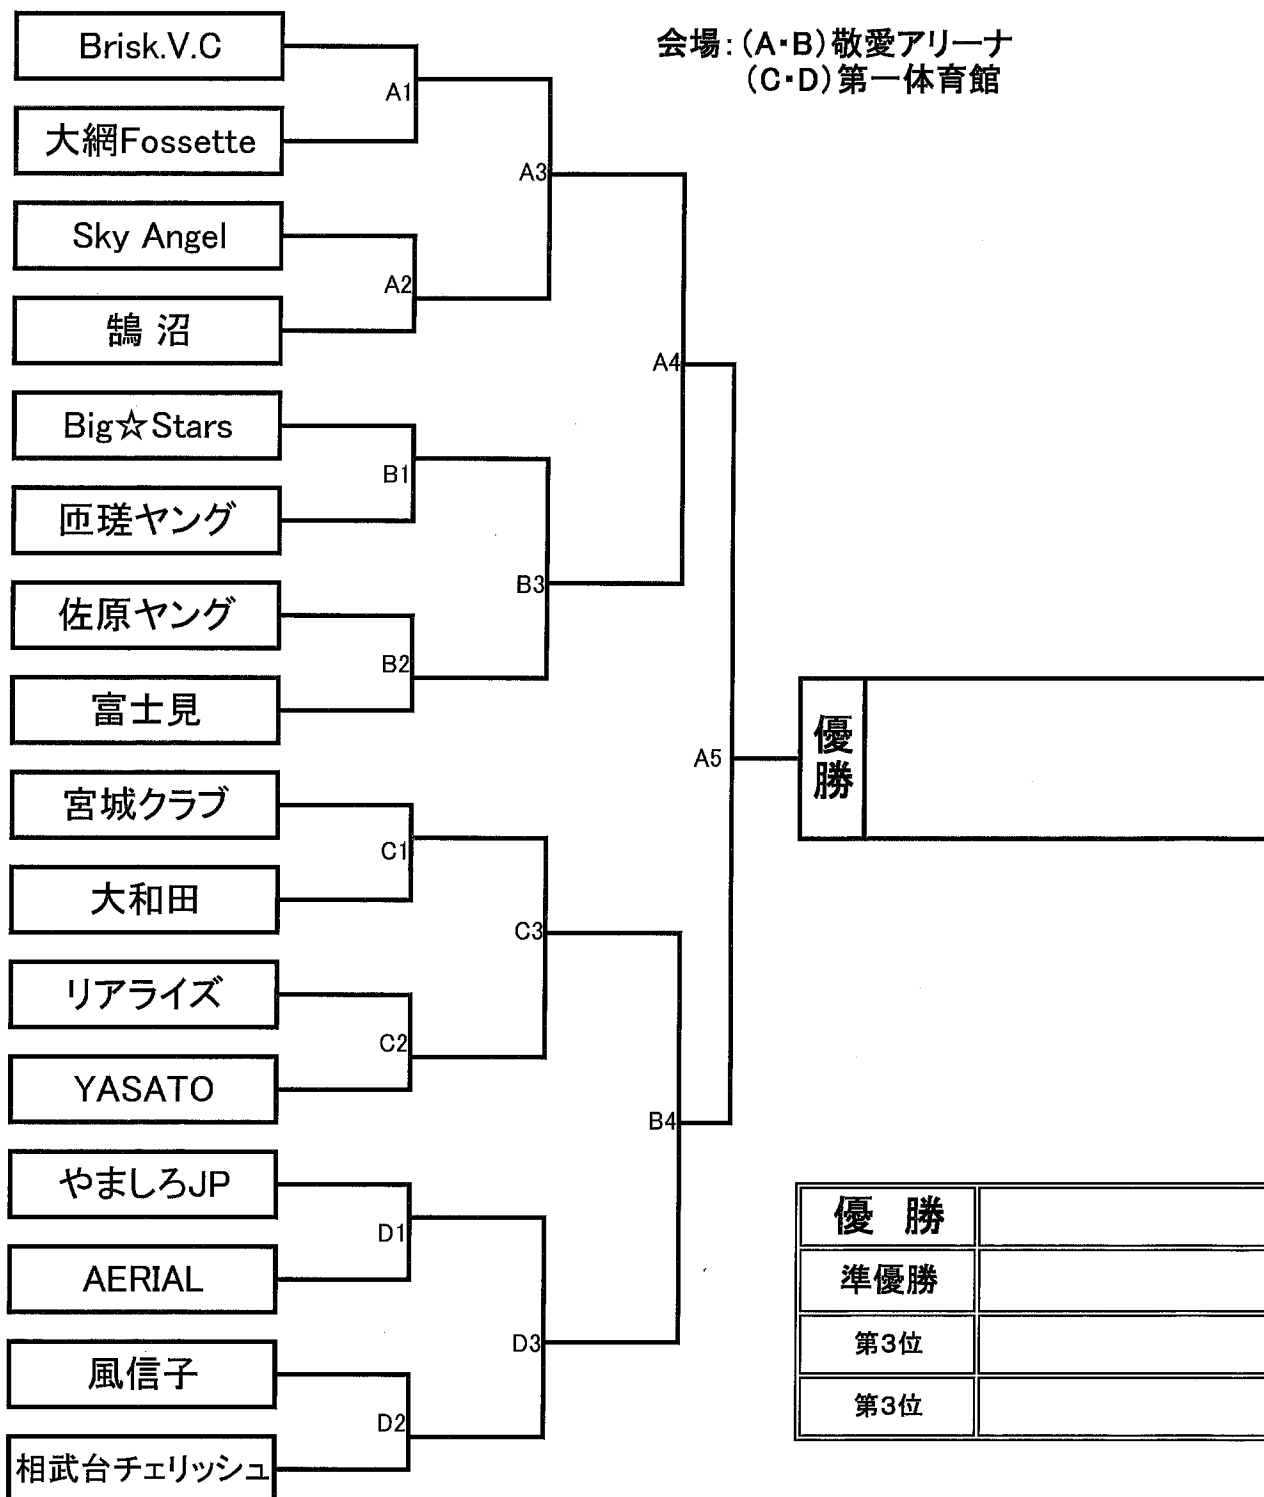 Brisk.V.C
会場:(A・B)敬愛アリーナ
(C・D)第一体育館
A1
大網Fossette
A3
Sky Angel
A2
鵠 沼
A4
Big☆Stars
B1
匝瑳ヤング
B3
佐原ヤング
B2
富士見
優勝
A5
宮城クラブ
C1
大和田
C3
リアライズ
C2
YASATO
B4
やましろJP
D1
AERIAL
D3
風信子
D2
相武台チェリッシュ
優 勝
準優勝
第3位
第3位